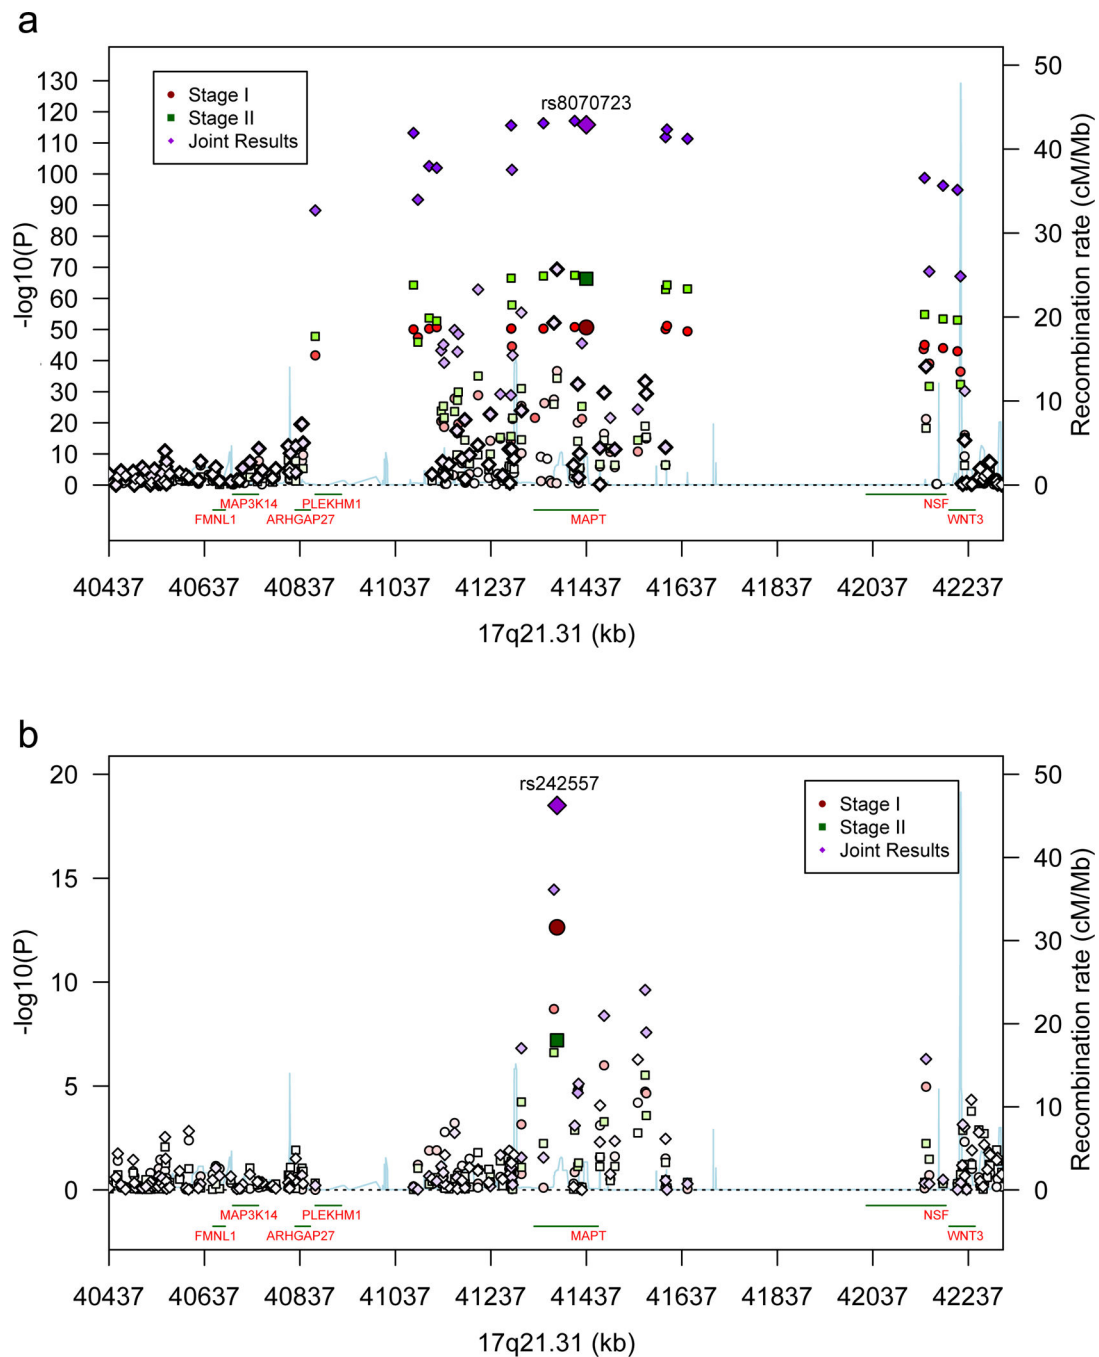 a
130
120
110
100
90
80
70
60
50
40
30
20
10
0
-log10(P)
Stage I
Stage II
Joint Results
rs8070723
50
40
30
20
10
0
Recombination rate (cM/Mb)
MAP3K14 PLEKHM1 NSF
FMNL1 ARHGAP27 MAPT WNT3
40437 40637 40837 41037 41237 41437 41637 41837 42037 42237
17q21.31 (kb)
b
20
15
10
5
0
-log10(P)
rs242557
Stage I
Stage II
Joint Results
50
40
30
20
10
0
Recombination rate (cM/Mb)
MAP3K14 PLEKHM1 NSF
FMNL1 ARHGAP27 MAPT WNT3
40437 40637 40837 41037 41237 41437 41637 41837 42037 42237
17q21.31 (kb)